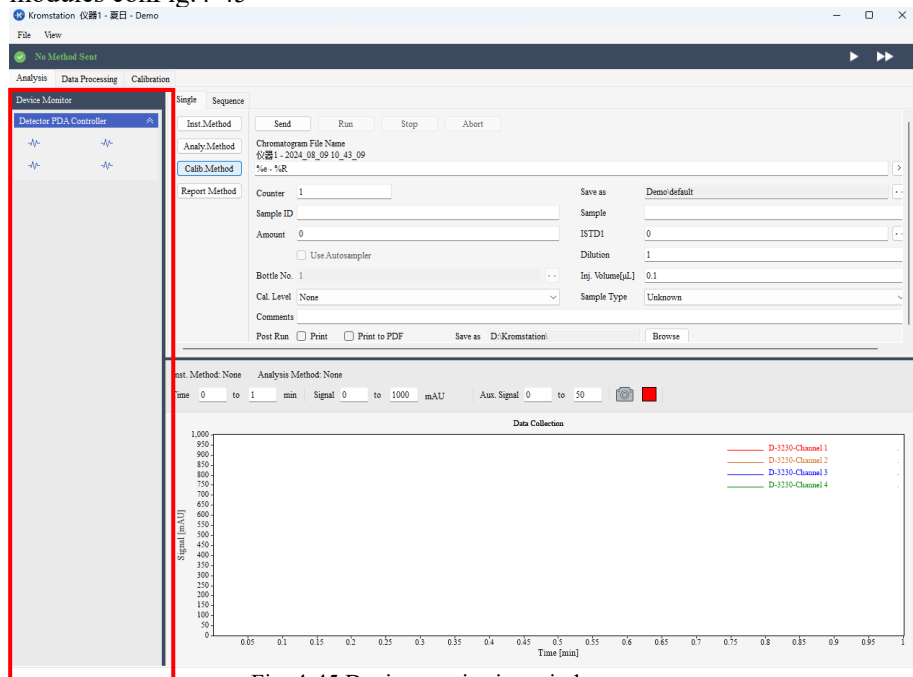 Kromstation 仪器1 - 夏日 - Demo
File View
No Method Sent
Analysis Data Processing Calibration
Device Monitor
Detector PDA Controller
Single Sequence
Inst.Method Send Run Stop Abort
Analy.Method Chromatogram File Name
仪器1 - 2024_08_09 10_43_09
Calib.Method %e - %R
Report Method Counter 1 Save as Demo\default
Sample ID Sample
Amount 0 ISTD1 0
Use Autosampler Dilution 1
Bottle No. 1 Inj. Volume[μL] 0.1
Cal. Level None Sample Type Unknown
Comments
Post Run Print Print to PDF Save as D:\Kromstation\ Browse
Inst. Method: None Analysis Method: None
Time 0 to 1 min Signal 0 to 1000 mAU Aux. Signal 0 to 50
Data Collection
D-3230-Channel 1
D-3230-Channel 2
D-3230-Channel 3
D-3230-Channel 4
Signal [mAU]
1,000
950
900
850
800
750
700
650
600
550
500
450
400
350
300
250
200
150
100
50
0
0.05 0.1 0.15 0.2 0.25 0.3 0.35 0.4 0.45 0.5 0.55 0.6 0.65 0.7 0.75 0.8 0.85 0.9 0.95 1
Time [min]